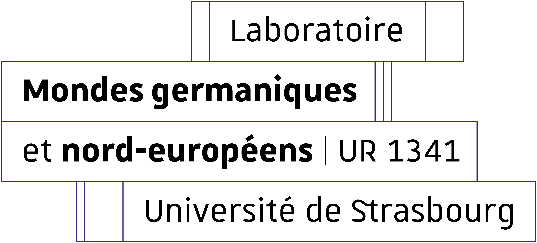 Laboratoire
Mondes germaniques
et nord-européens | UR 1341
Université de Strasbourg